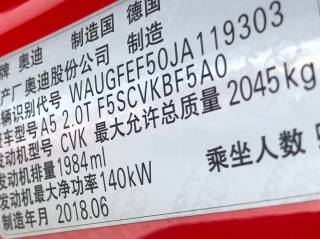 牌 奥迪 制造国 德国
产厂 奥迪股份公司 制造
辆识别代号 WAUGFEF50JA119303
车型号 A5 2.0T F5SCVKBF5A0
发动机型号 CVK 最大允许总质量 2045kg
发动机排量 1984ml 乘坐人数
发动机最大净功率 140kW
制造年月 2018.06